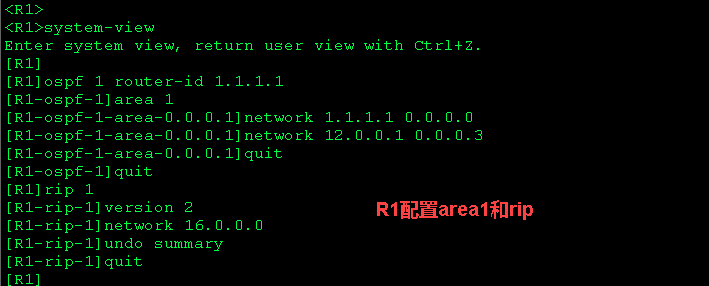 <R1>
<R1>system-view
Enter system view, return user view with Ctrl+Z.
[R1]
[R1]ospf 1 router-id 1.1.1.1
[R1-ospf-1]area 1
[R1-ospf-1-area-0.0.0.1]network 1.1.1.1 0.0.0.0
[R1-ospf-1-area-0.0.0.1]network 12.0.0.1 0.0.0.3
[R1-ospf-1-area-0.0.0.1]quit
[R1-ospf-1]quit
[R1]rip 1
[R1-rip-1]version 2
R1配置area1和rip
[R1-rip-1]network 16.0.0.0
[R1-rip-1]undo summary
[R1-rip-1]quit
[R1]